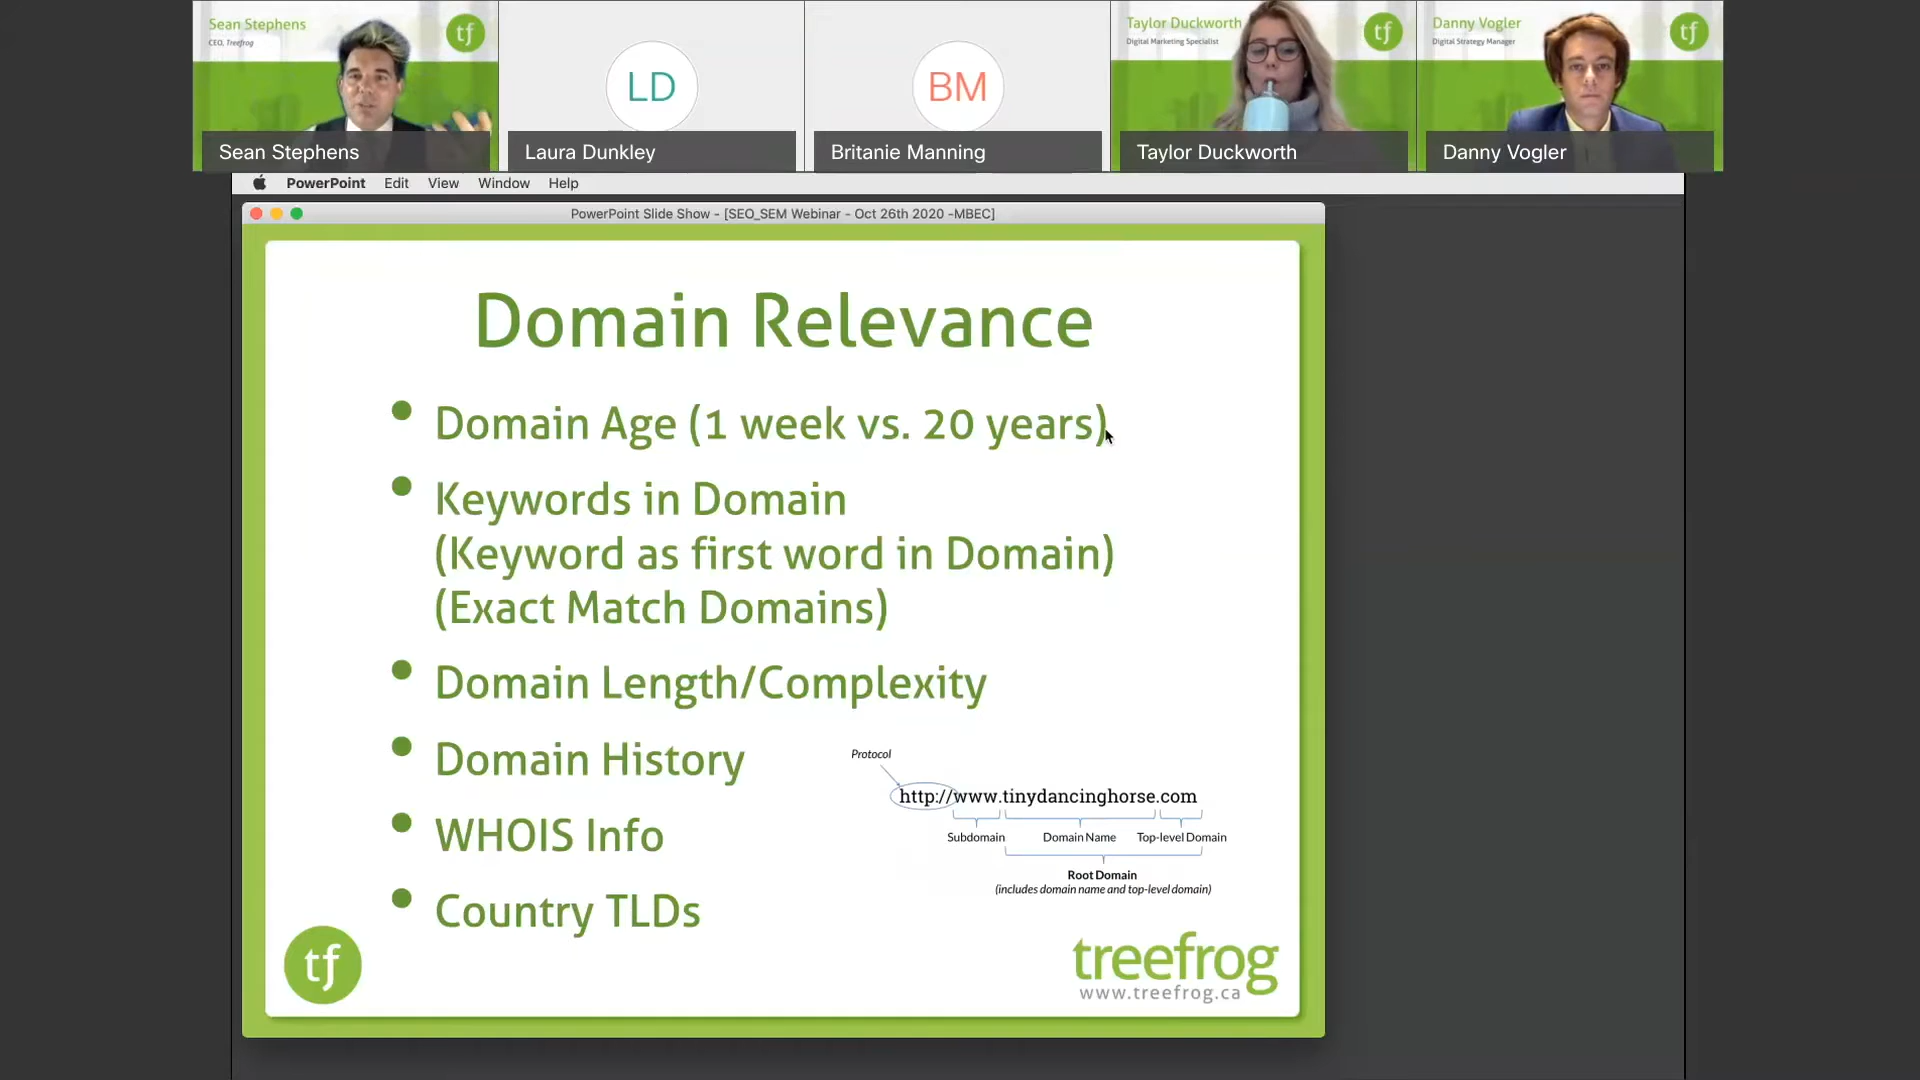 Sean Stephens
CEO, Treefrog
tf
LD
BM
Taylor Duckworth
Digital Marketing Specialist
tf
Danny Vogler
Digital Strategy Manager
tf
Sean Stephens
Laura Dunkley
Britanie Manning
Taylor Duckworth
Danny Vogler
PowerPoint Edit View Window Help
PowerPoint Slide Show - [SEO_SEM Webinar - Oct 26th 2020 -MBEC]
Domain Relevance
• Domain Age (1 week vs. 20 years)
• Keywords in Domain
(Keyword as first word in Domain)
(Exact Match Domains)
• Domain Length/Complexity
• Domain History
• WHOIS Info
• Country TLDs
Protocol
http://www.tinydancinghorse.com
Subdomain Domain Name Top-level Domain
Root Domain
(includes domain name and top-level domain)
tf
treefrog
www.treefrog.ca